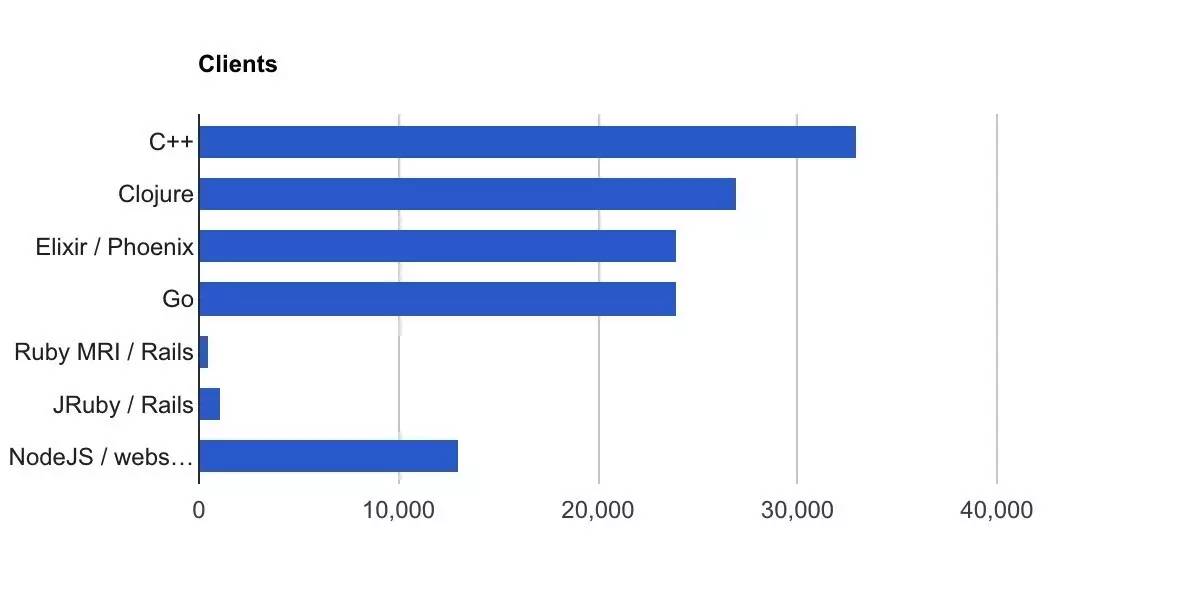 Clients
C++
Clojure
Elixir / Phoenix
Go
Ruby MRI / Rails
JRuby / Rails
NodeJS / webs…
0 10,000 20,000 30,000 40,000